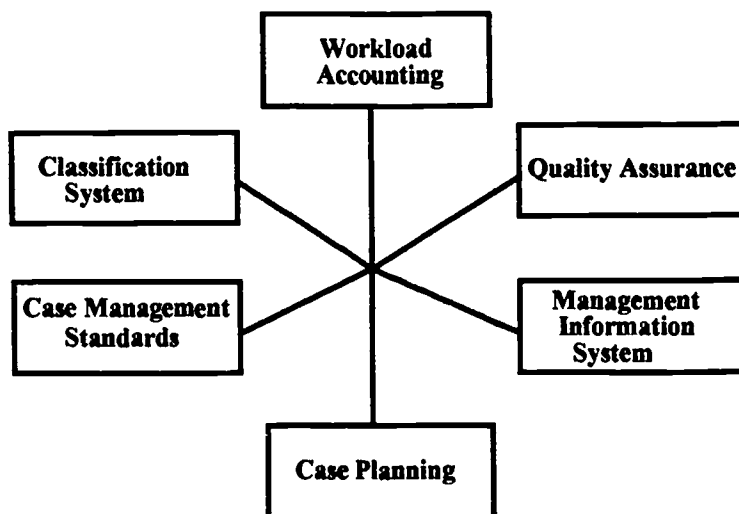 Workload
Accounting
Classification
System
Quality Assurance
Case Management
Standards
Management
Information
System
Case Planning